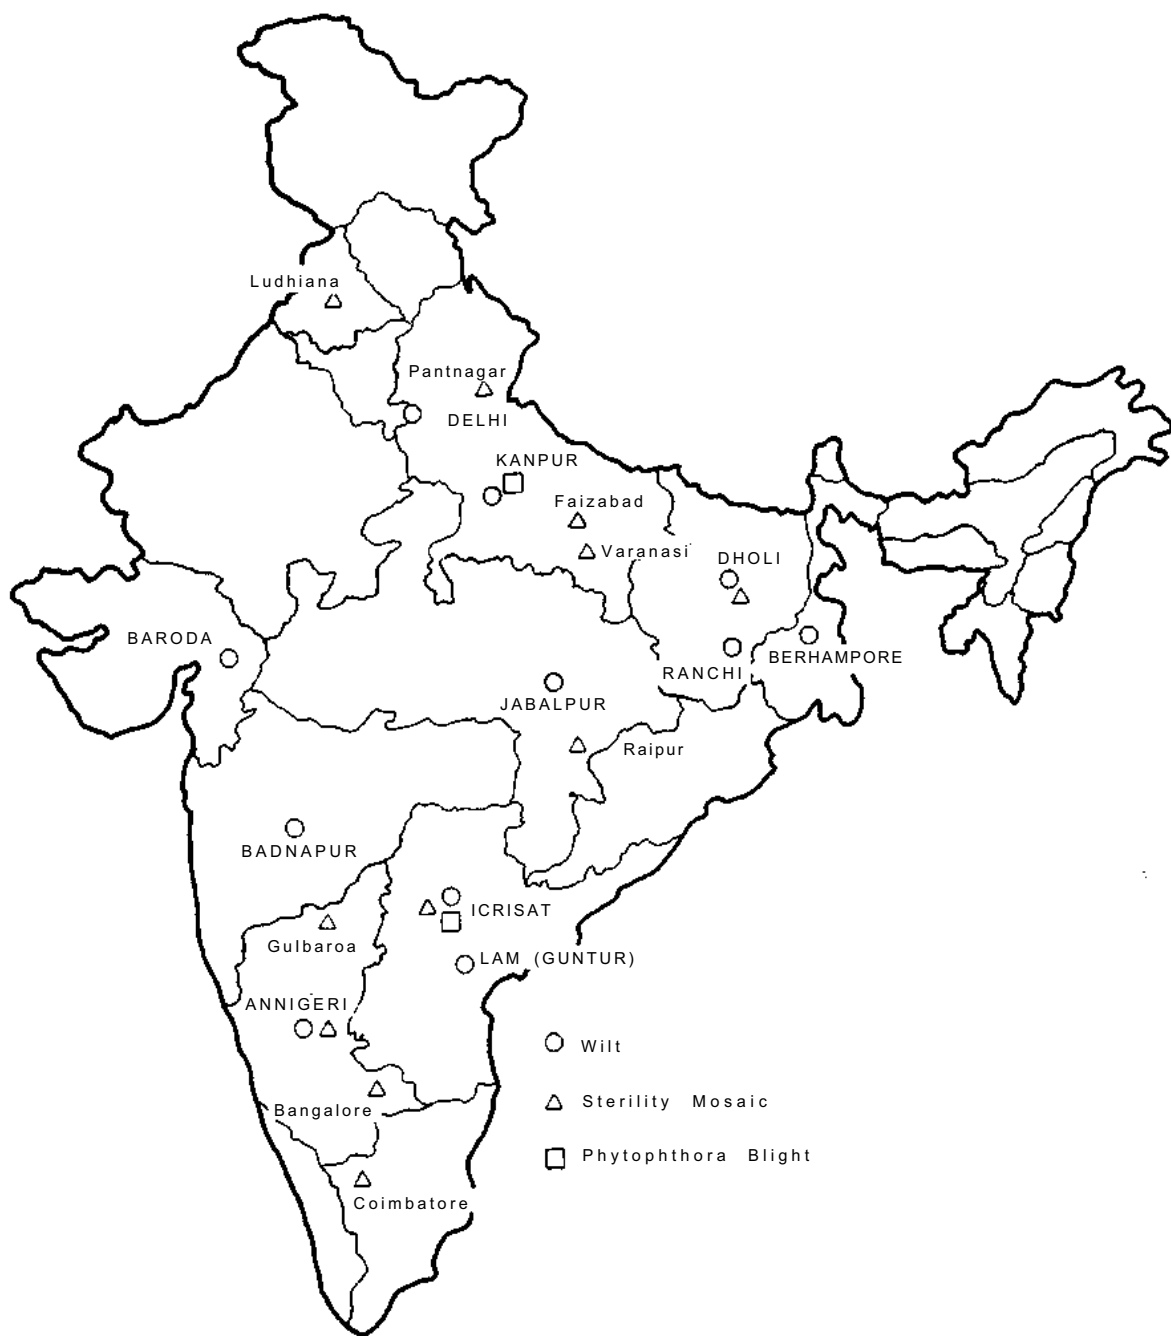 Ludhiana
Pantnagar
DELHI
KANPUR
Faizabad
Varanasi
DHOLI
BARODA
BERHAMPORE
RANCHI
JABALPUR
Raipur
BADNAPUR
ICRISAT
Gulbaroa
LAM (GUNTUR)
ANNIGERI
Wilt
Sterility Mosaic
Bangalore
Phytophthora Blight
Coimbatore